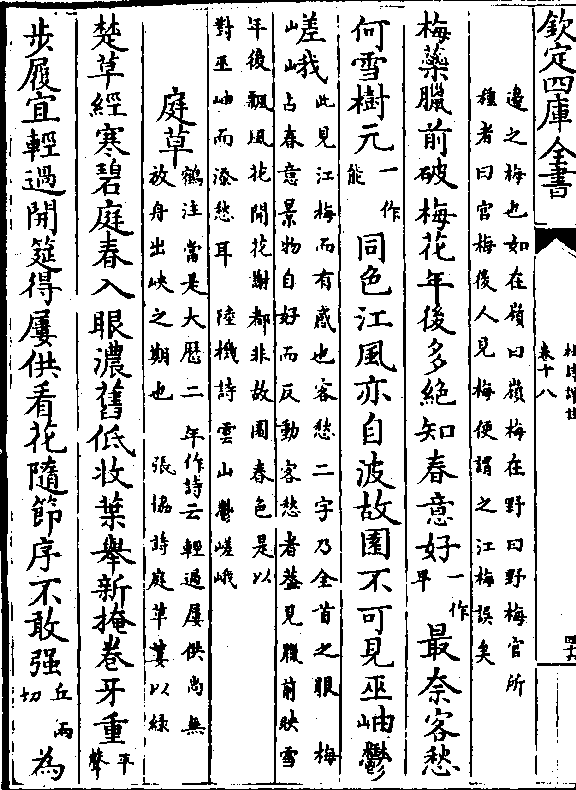 欽定四庫全書
杜詩詳註
卷十八
邊之梅也如在嶺曰嶺梅在野曰野梅官所
種者曰官梅後人見梅便謂之江梅誤矣
梅蘂臘前破梅花年後多絕知春意好一作平最奈客愁
何雪樹元一作能同色江風亦自波故園不可見巫岫鬱
嵳峩此見江梅而有感也客愁二字乃全首之眼 梅
山山占春意景物自好而反動客愁者蓋見臘前映雪
年後飄風花開花謝都非故園春色是以
對巫岫而添愁耳 陸機詩雲山鬱嵯峨
庭草鶴注當是大厯二年作詩云輕過屢供尚無
放舟出峽之期也 張協詩庭草萋以綠
楚草經寒碧庭春入眼濃舊低收葉舉新掩卷牙重平聲
步履宜輕過開筵得屢供看花隨節序不敢强丘兩切為